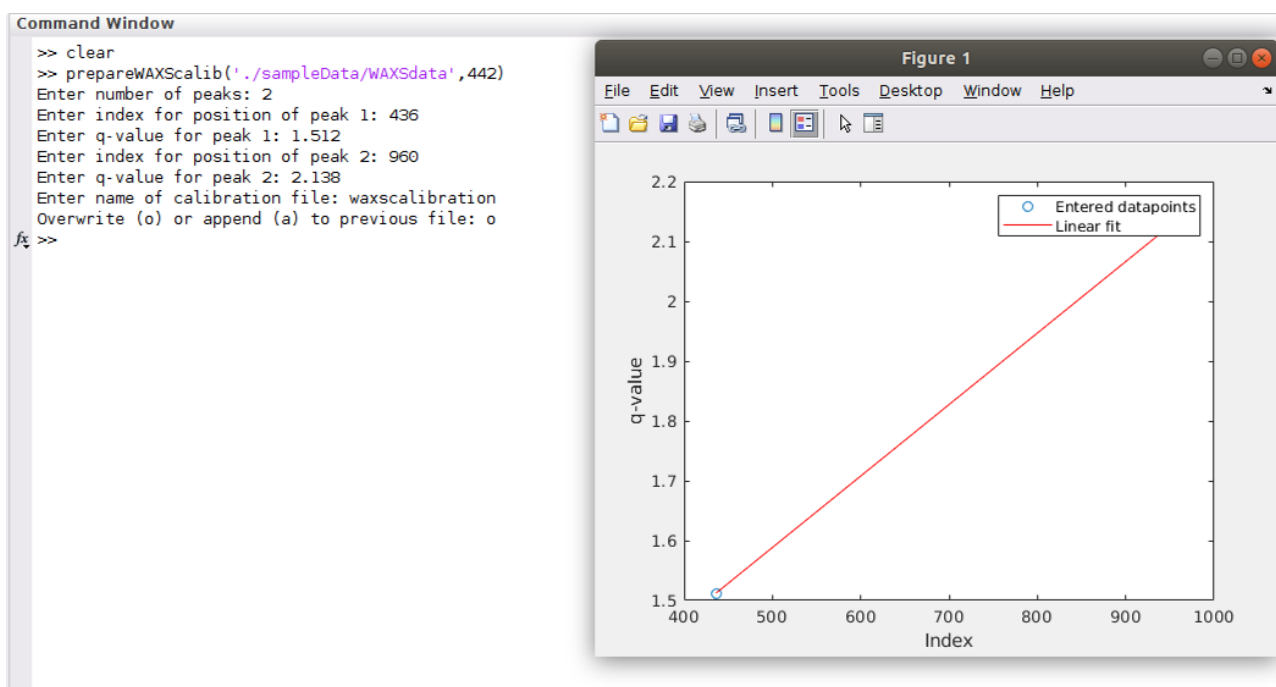 Command Window
>> clear
>> prepareWAXScalib('./sampleData/WAXSdata',442)
Enter number of peaks: 2
Enter index for position of peak 1: 436
Enter q-value for peak 1: 1.512
Enter index for position of peak 2: 960
Enter q-value for peak 2: 2.138
Enter name of calibration file: waxscalibration
Overwrite (o) or append (a) to previous file: o
fx >>
Figure 1
File Edit View Insert Tools Desktop Window Help
Entered datapoints
Linear fit
2.2
2.1
2
1.9
1.8
1.7
1.6
1.5
q-value
400 500 600 700 800 900 1000
Index